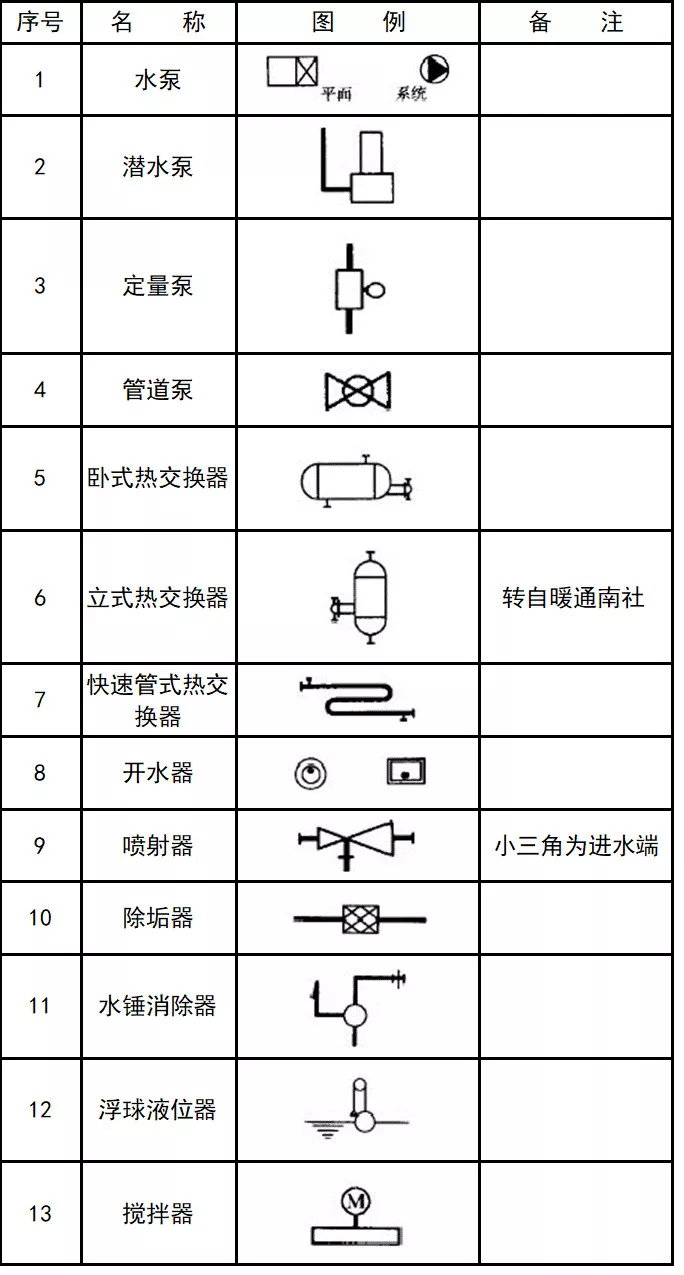 序号 名 称 图 例 备 注
1 水泵 平面 系统
2 潜水泵
3 定量泵
4 管道泵
5 卧式热交换器
6 立式热交换器 转自暖通南社
7 快速管式热交
换器
8 开水器
9 喷射器 小三角为进水端
10 除垢器
11 水锤消除器
12 浮球液位器
13 搅拌器 M